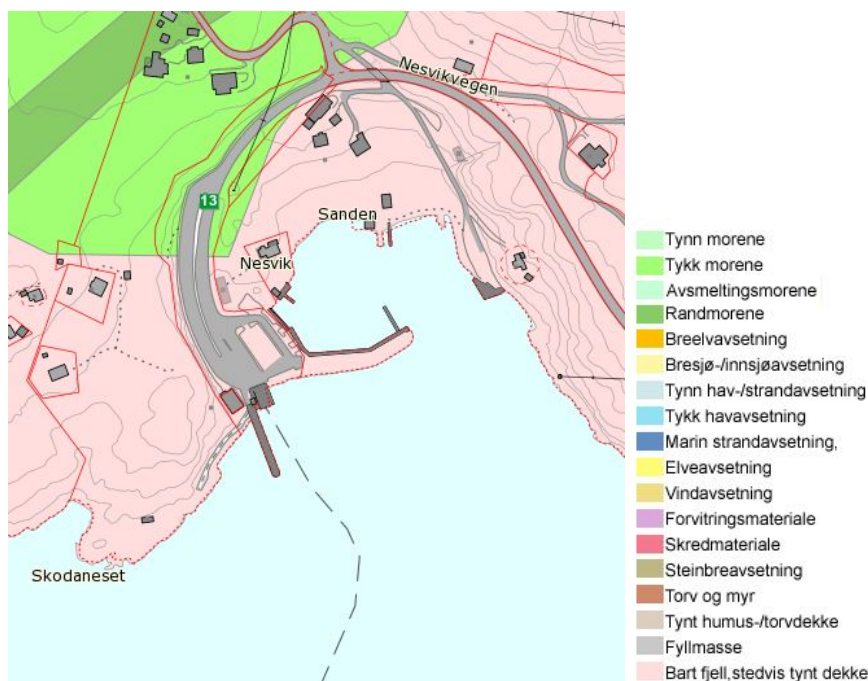 Nesvikvegen
13
Sanden
Nesvik
Skodaneset
Tynn morene
Tykk morene
Avsmeltingsmorene
Randmorene
Breelvavsetning
Bresjø-/innsjøavsetning
Tynn hav-/strandavsetning
Tykk havavsetning
Marin strandavsetning,
Elveavsetning
Vindavsetning
Forvitringsmateriale
Skredmateriale
Steinbreavsetning
Torv og myr
Tynt humus-/torvdekke
Fyllmasse
Bart fjell,stedvis tynt dekke